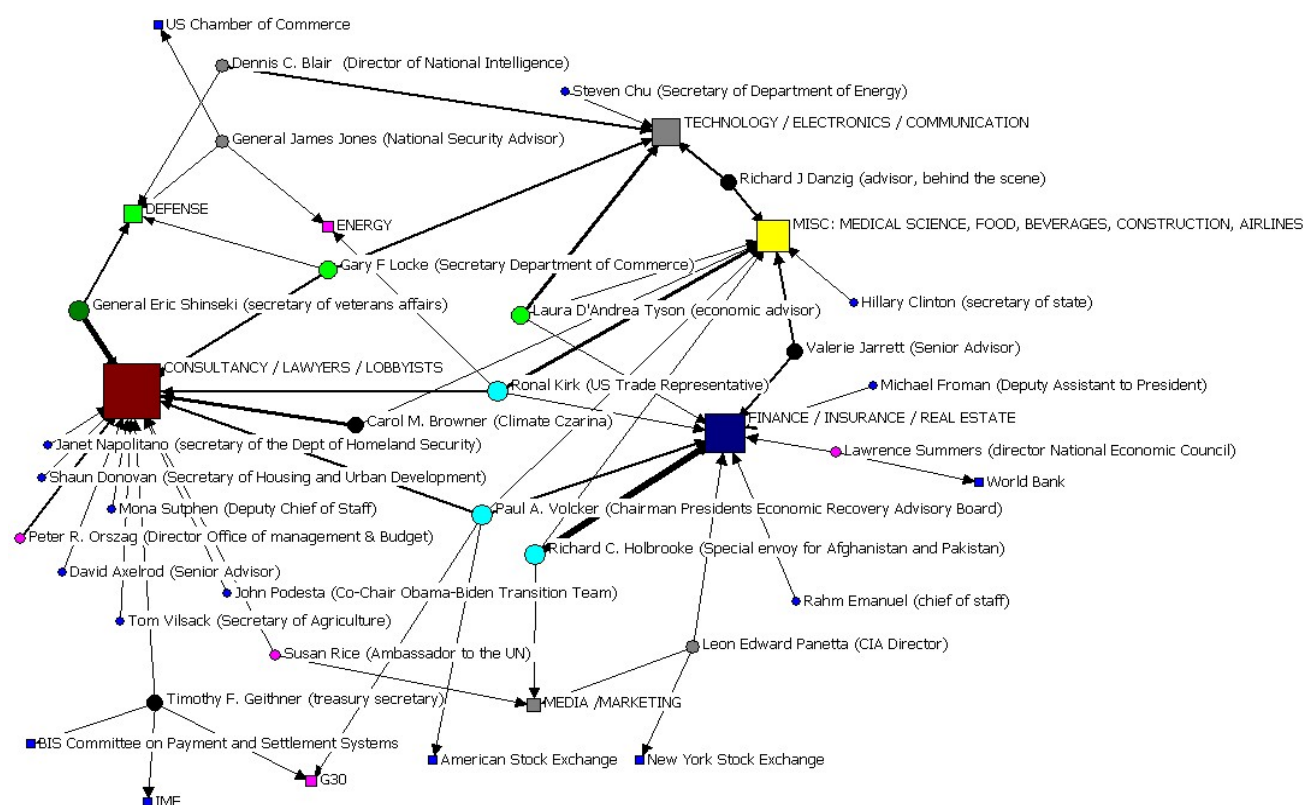 US Chamber of Commerce
Dennis C. Blair (Director of National Intelligence)
Steven Chu (Secretary of Department of Energy)
TECHNOLOGY / ELECTRONICS / COMMUNICATION
General James Jones (National Security Advisor)
Richard J Danzig (advisor, behind the scene)
DEFENSE
ENERGY
MISC: MEDICAL SCIENCE, FOOD, BEVERAGES, CONSTRUCTION, AIRLINES
Gary F Locke (Secretary Department of Commerce)
General Eric Shinseki (secretary of veterans affairs)
Laura D'Andrea Tyson (economic advisor)
Hillary Clinton (secretary of state)
Valerie Jarrett (Senior Advisor)
CONSULTANCY / LAWYERS / LOBBYISTS
Ronal Kirk (US Trade Representative)
Michael Froman (Deputy Assistant to President)
Carol M. Browner (Climate Czarina)
FINANCE / INSURANCE / REAL ESTATE
Janet Napolitano (secretary of the Dept of Homeland Security)
Lawrence Summers (director National Economic Council)
Shaun Donovan (Secretary of Housing and Urban Development)
World Bank
Mona Sutphen (Deputy Chief of Staff)
Paul A. Volcker (Chairman Presidents Economic Recovery Advisory Board)
Peter R. Orszag (Director Office of management & Budget)
Richard C. Holbrooke (Special envoy for Afghanistan and Pakistan)
David Axelrod (Senior Advisor)
John Podesta (Co-Chair Obama-Biden Transition Team)
Rahm Emanuel (chief of staff)
Tom Vilsack (Secretary of Agriculture)
Leon Edward Panetta (CIA Director)
Susan Rice (Ambassador to the UN)
Timothy F. Geithner (treasury secretary)
MEDIA /MARKETING
BIS Committee on Payment and Settlement Systems
American Stock Exchange
New York Stock Exchange
G30
IMF